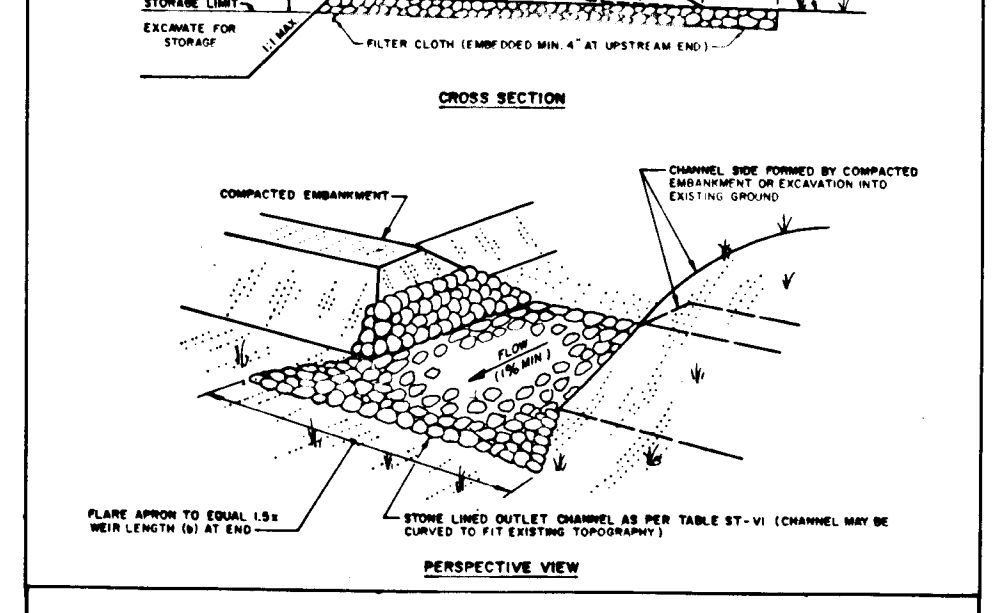 STORAGE LIMIT
EXCAVATE FOR
STORAGE
1:1 MAX
FILTER CLOTH (EMBEDDED MIN. 4" AT UPSTREAM END)
CROSS SECTION
CHANNEL SIDE FORMED BY COMPACTED
EMBANKMENT OR EXCAVATION INTO
EXISTING GROUND
COMPACTED EMBANKMENT
FLOW
(1% MIN)
FLARE APRON TO EQUAL 1.5x
WEIR LENGTH (b) AT END
STONE LINED OUTLET CHANNEL AS PER TABLE ST-VI (CHANNEL MAY BE
CURVED TO FIT EXISTING TOPOGRAPHY)
PERSPECTIVE VIEW